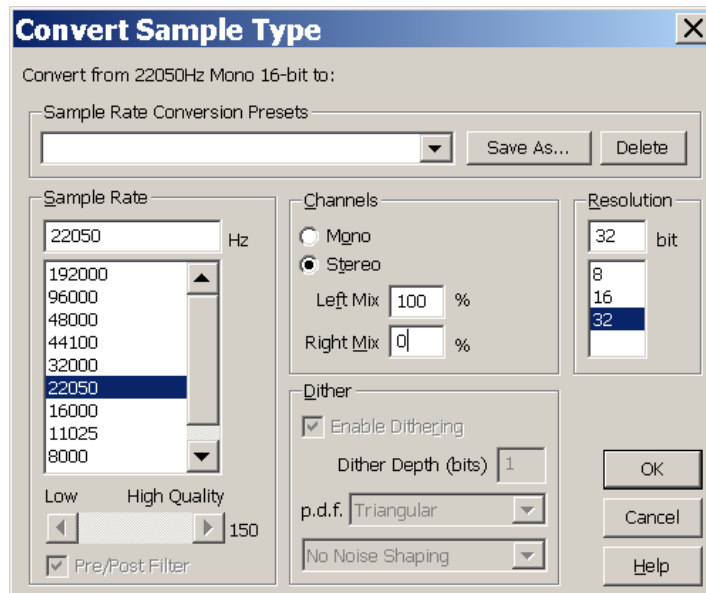 Convert Sample Type
Convert from 22050Hz Mono 16-bit to:
Sample Rate Conversion Presets
Save As...
Delete
Sample Rate
22050 Hz
192000
96000
48000
44100
32000
22050
16000
11025
8000
Low High Quality
150
Pre/Post Filter
Channels
Mono
Stereo
Left Mix 100 %
Right Mix 0 %
Dither
Enable Dithering
Dither Depth (bits) 1
p.d.f. Triangular
No Noise Shaping
Resolution
32 bit
8
16
32
OK
Cancel
Help